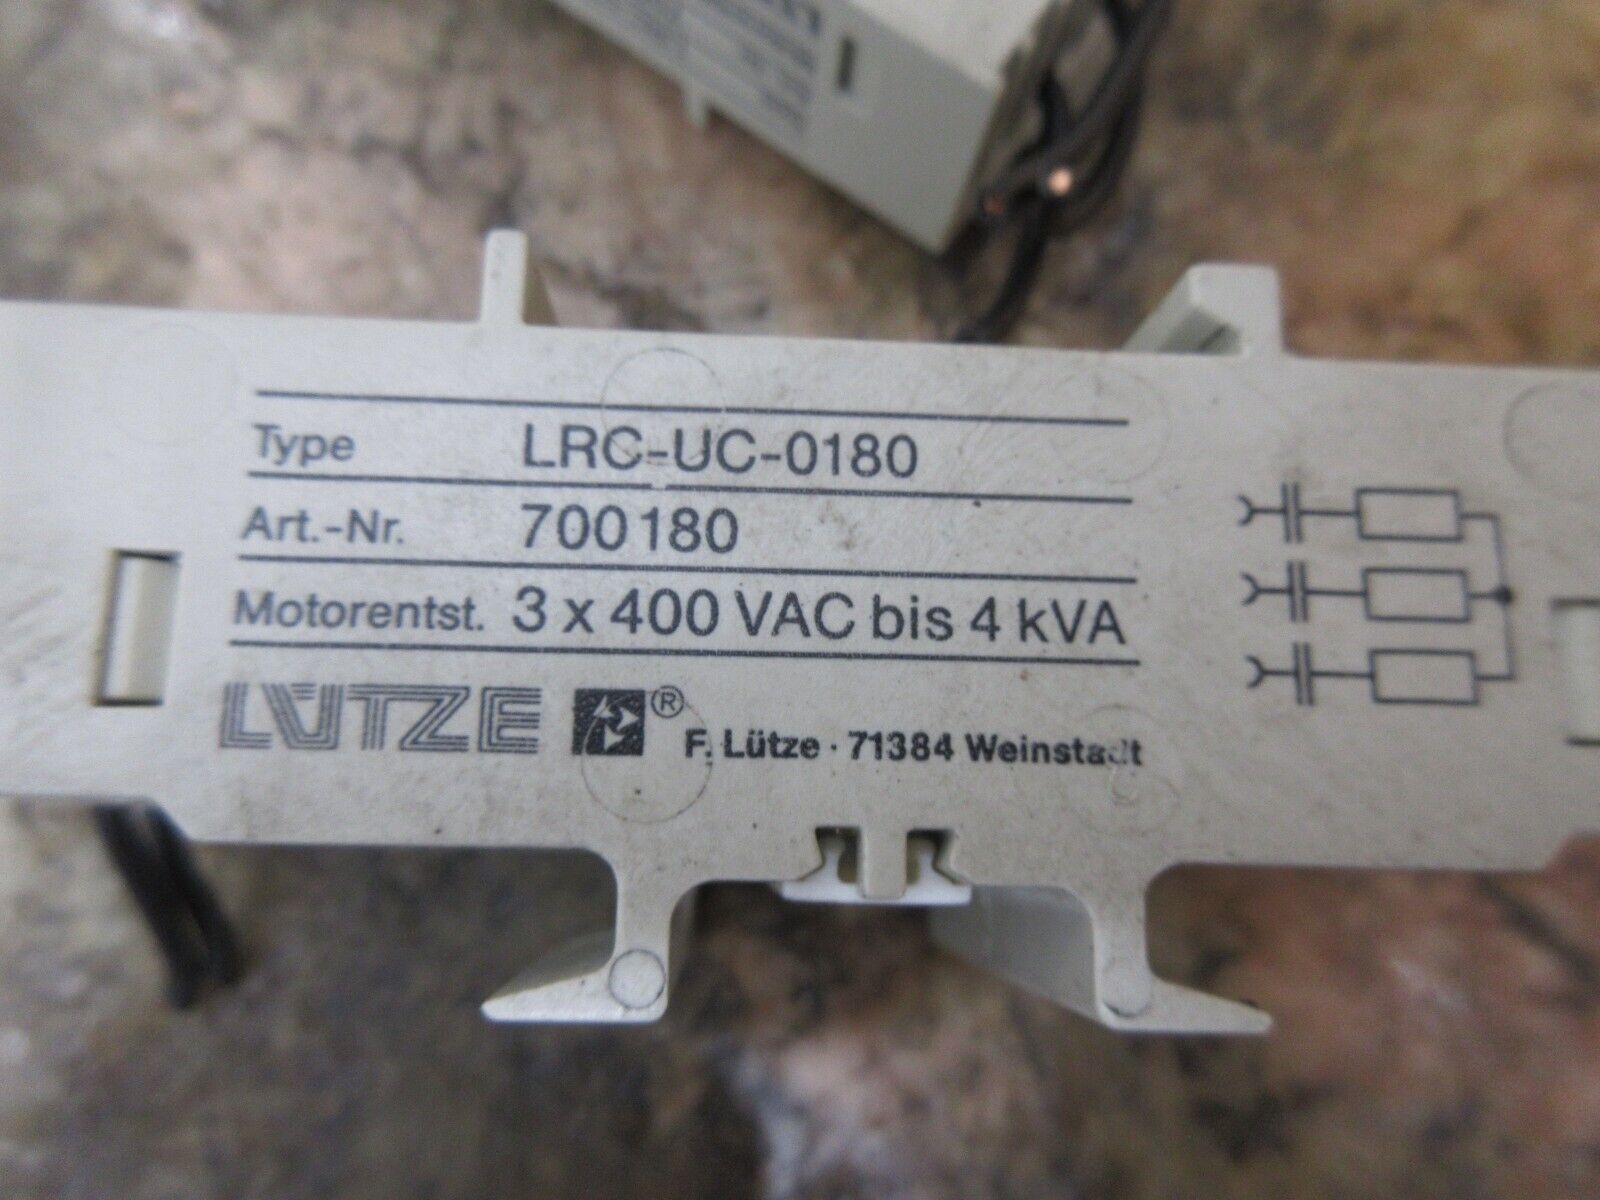 Type LRC-UC-0180
Art.-Nr. 700180
Motorentst. 3 x 400 VAC bis 4 kVA
LÜTZE ® F. Lütze · 71384 Weinstadt